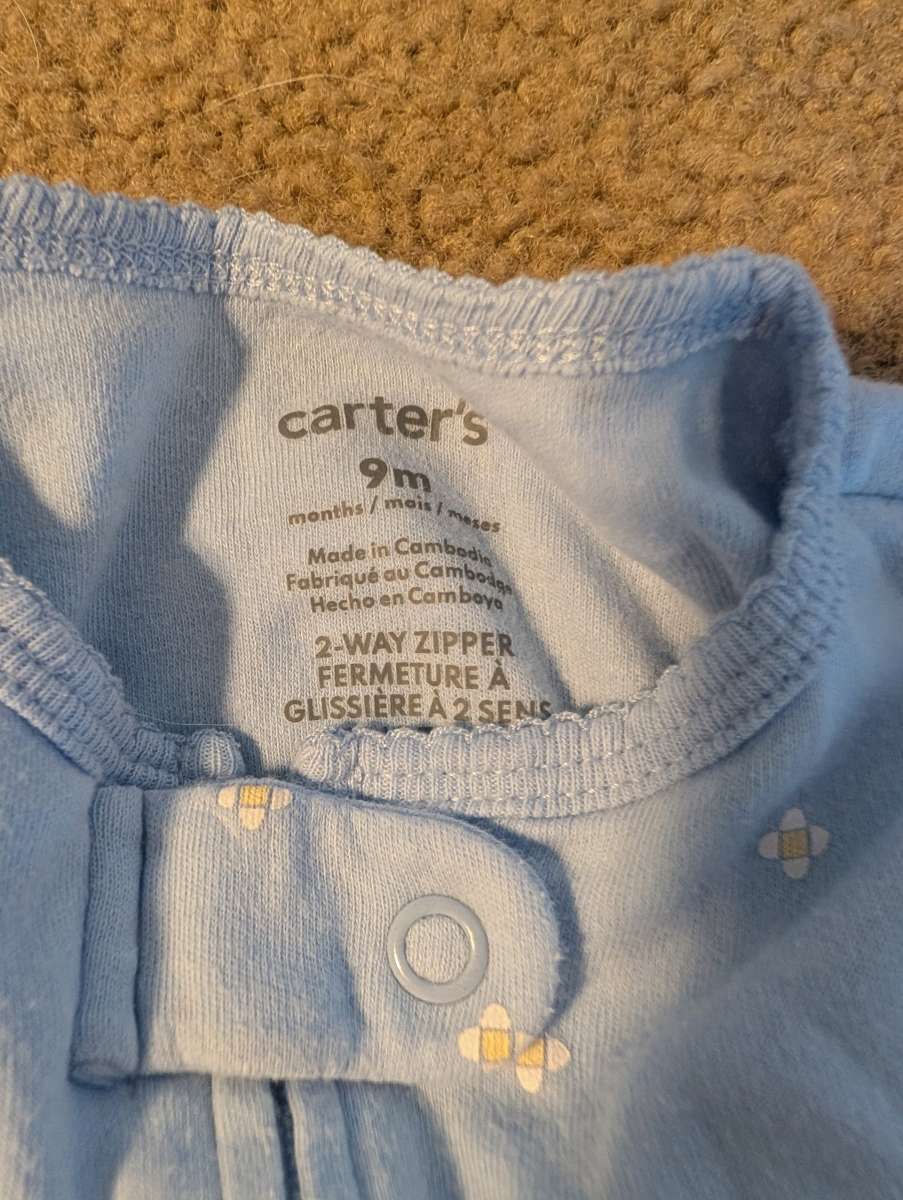 carter's
9m
months / mois / meses
Made in Cambodia
Fabriqué au Cambodge
Hecho en Camboya
2-WAY ZIPPER
FERMETURE À
GLISSIÈRE À 2 SENS